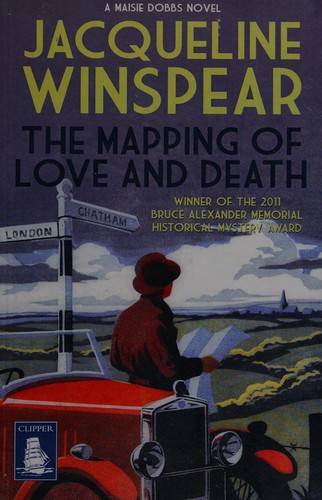 A MAISIE DOBBS NOVEL
JACQUELINE
WINSPEAR
THE MAPPING OF
LOVE AND DEATH
WINNER OF THE 2011
BRUCE ALEXANDER MEMORIAL
HISTORICAL MYSTERY AWARD
CHATHAM
LONDON
CLIPPER